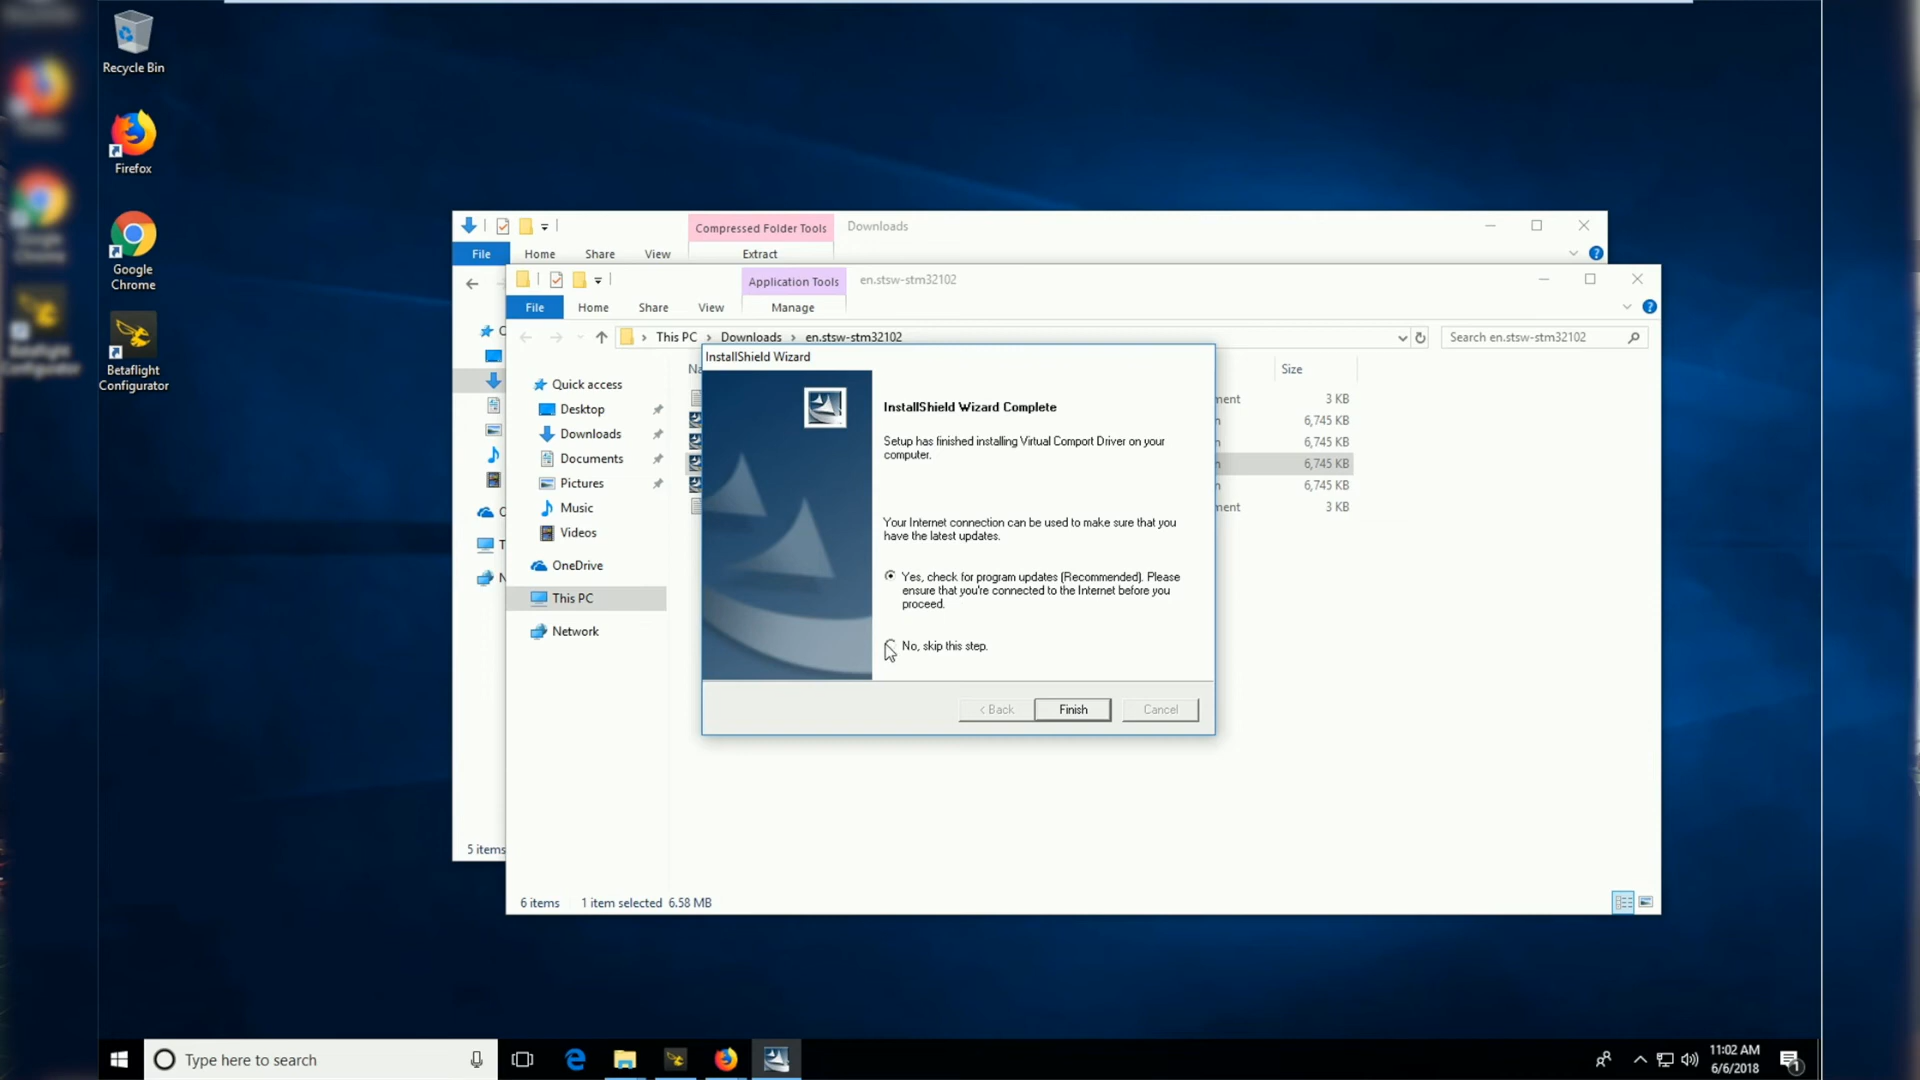 Recycle Bin
Firefox
Google
Chrome
Betaflight
Configurator
Compressed Folder Tools
Downloads
File
Home
Share
View
Extract
Application Tools
en.stsw-stm32102
File
Home
Share
View
Manage
This PC
Downloads
en.stsw-stm32102
Search en.stsw-stm32102
InstallShield Wizard
Size
Quick access
Desktop
Downloads
Documents
Pictures
Music
Videos
OneDrive
This PC
Network
InstallShield Wizard Complete
Setup has finished installing Virtual Comport Driver on your
computer.
Your Internet connection can be used to make sure that you
have the latest updates.
Yes, check for program updates (Recommended). Please
ensure that you're connected to the Internet before you
proceed.
No, skip this step.
< Back
Finish
Cancel
3 KB
6,745 KB
6,745 KB
6,745 KB
6,745 KB
3 KB
5 items
6 items
1 item selected 6.58 MB
Type here to search
11:02 AM
6/6/2018
1